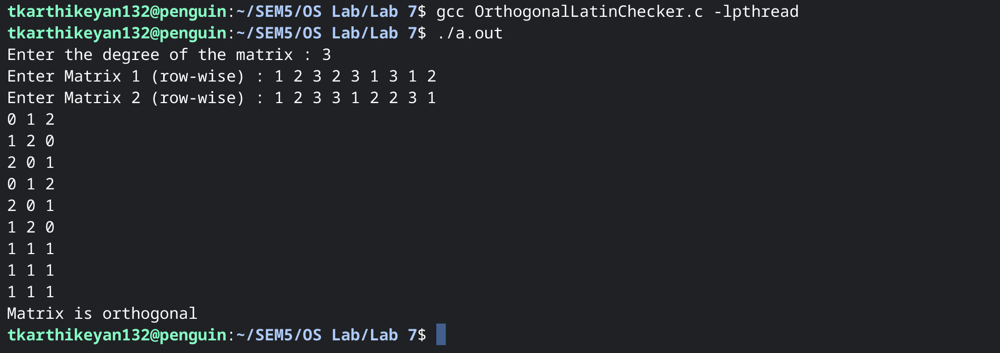 tkarthikeyan132@penguin:~/SEM5/OS Lab/Lab 7$ gcc OrthogonalLatinChecker.c -lpthread
tkarthikeyan132@penguin:~/SEM5/OS Lab/Lab 7$ ./a.out
Enter the degree of the matrix : 3
Enter Matrix 1 (row-wise) : 1 2 3 2 3 1 3 1 2
Enter Matrix 2 (row-wise) : 1 2 3 3 1 2 2 3 1
0 1 2
1 2 0
2 0 1
0 1 2
2 0 1
1 2 0
1 1 1
1 1 1
1 1 1
Matrix is orthogonal
tkarthikeyan132@penguin:~/SEM5/OS Lab/Lab 7$